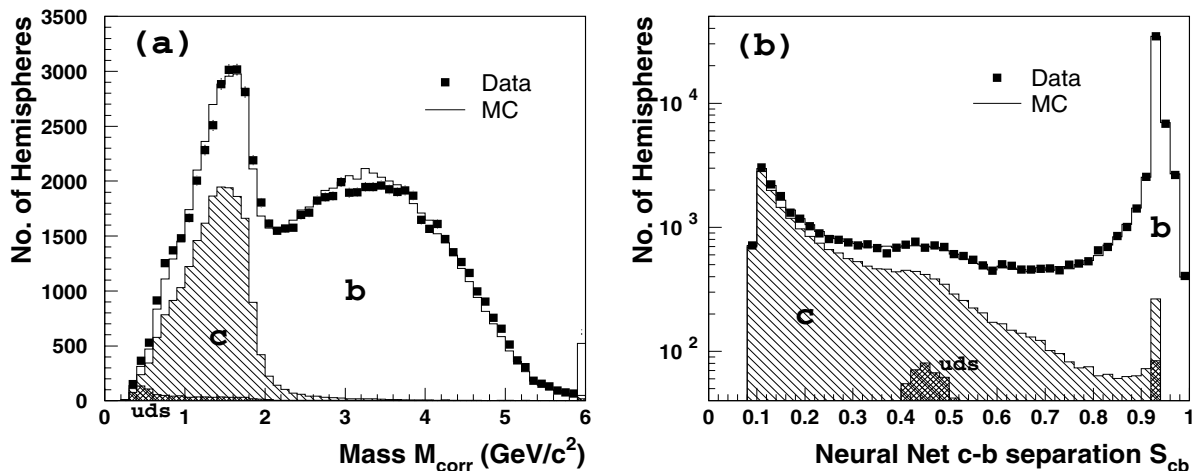 No. of Hemispheres
3500
3000
2500
2000
1500
1000
500
0
(a)
Data
MC
b
c
uds
0 1 2 3 4 5 6
Mass M_corr (GeV/c²)
No. of Hemispheres
10⁴
10³
10²
(b)
Data
MC
b
c
uds
0 0.1 0.2 0.3 0.4 0.5 0.6 0.7 0.8 0.9 1
Neural Net c-b separation S_cb